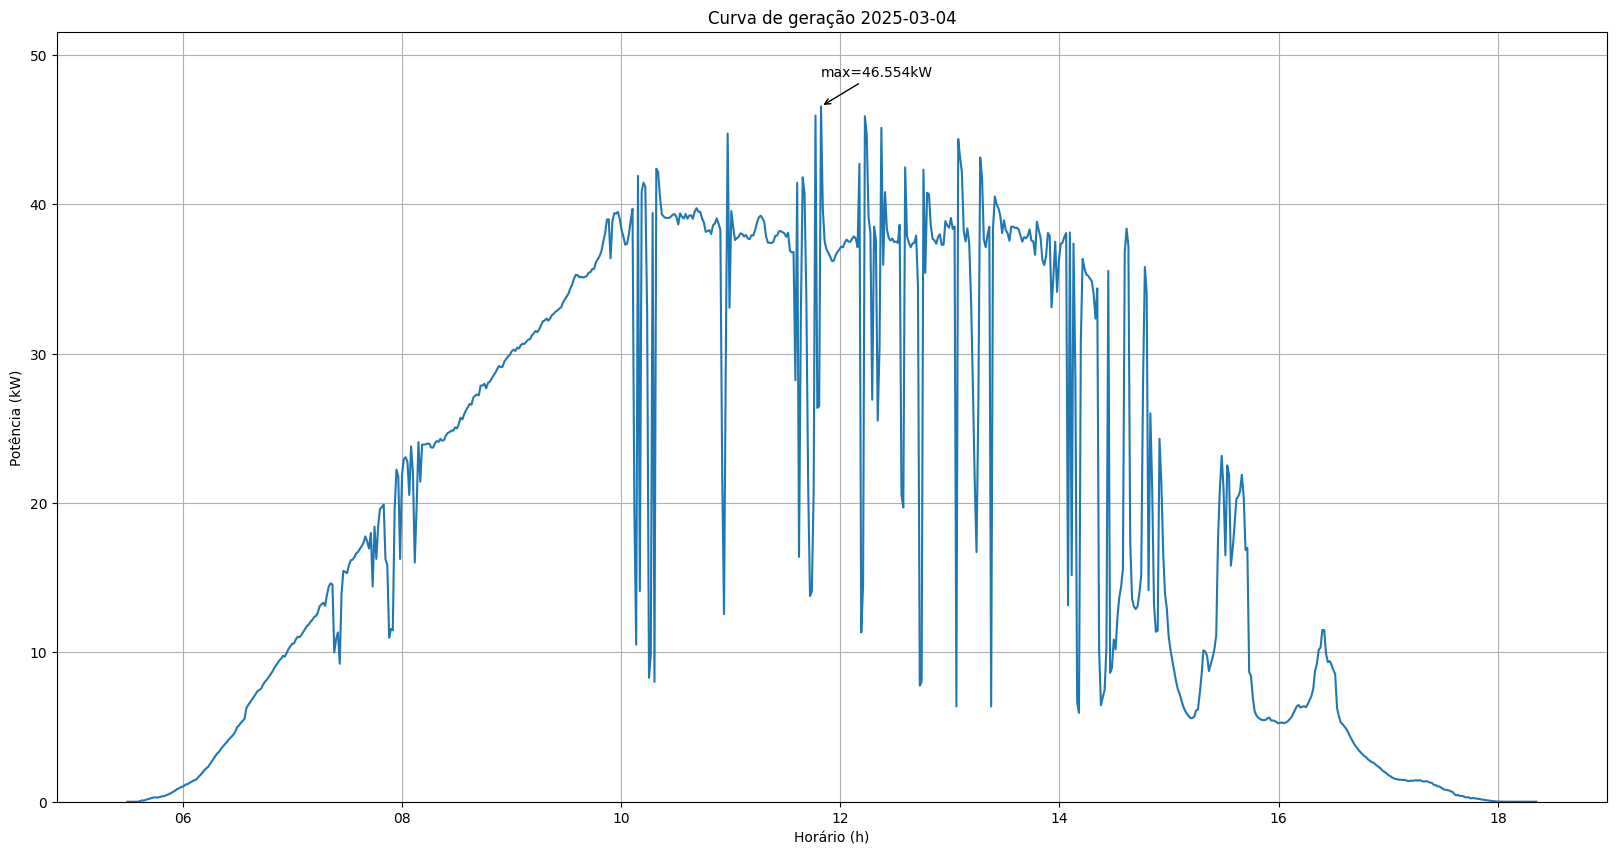 Curva de geração 2025-03-04
max=46.554kW
50
40
30
20
10
0
Potência (kW)
06 08 10 12 14 16 18
Horário (h)